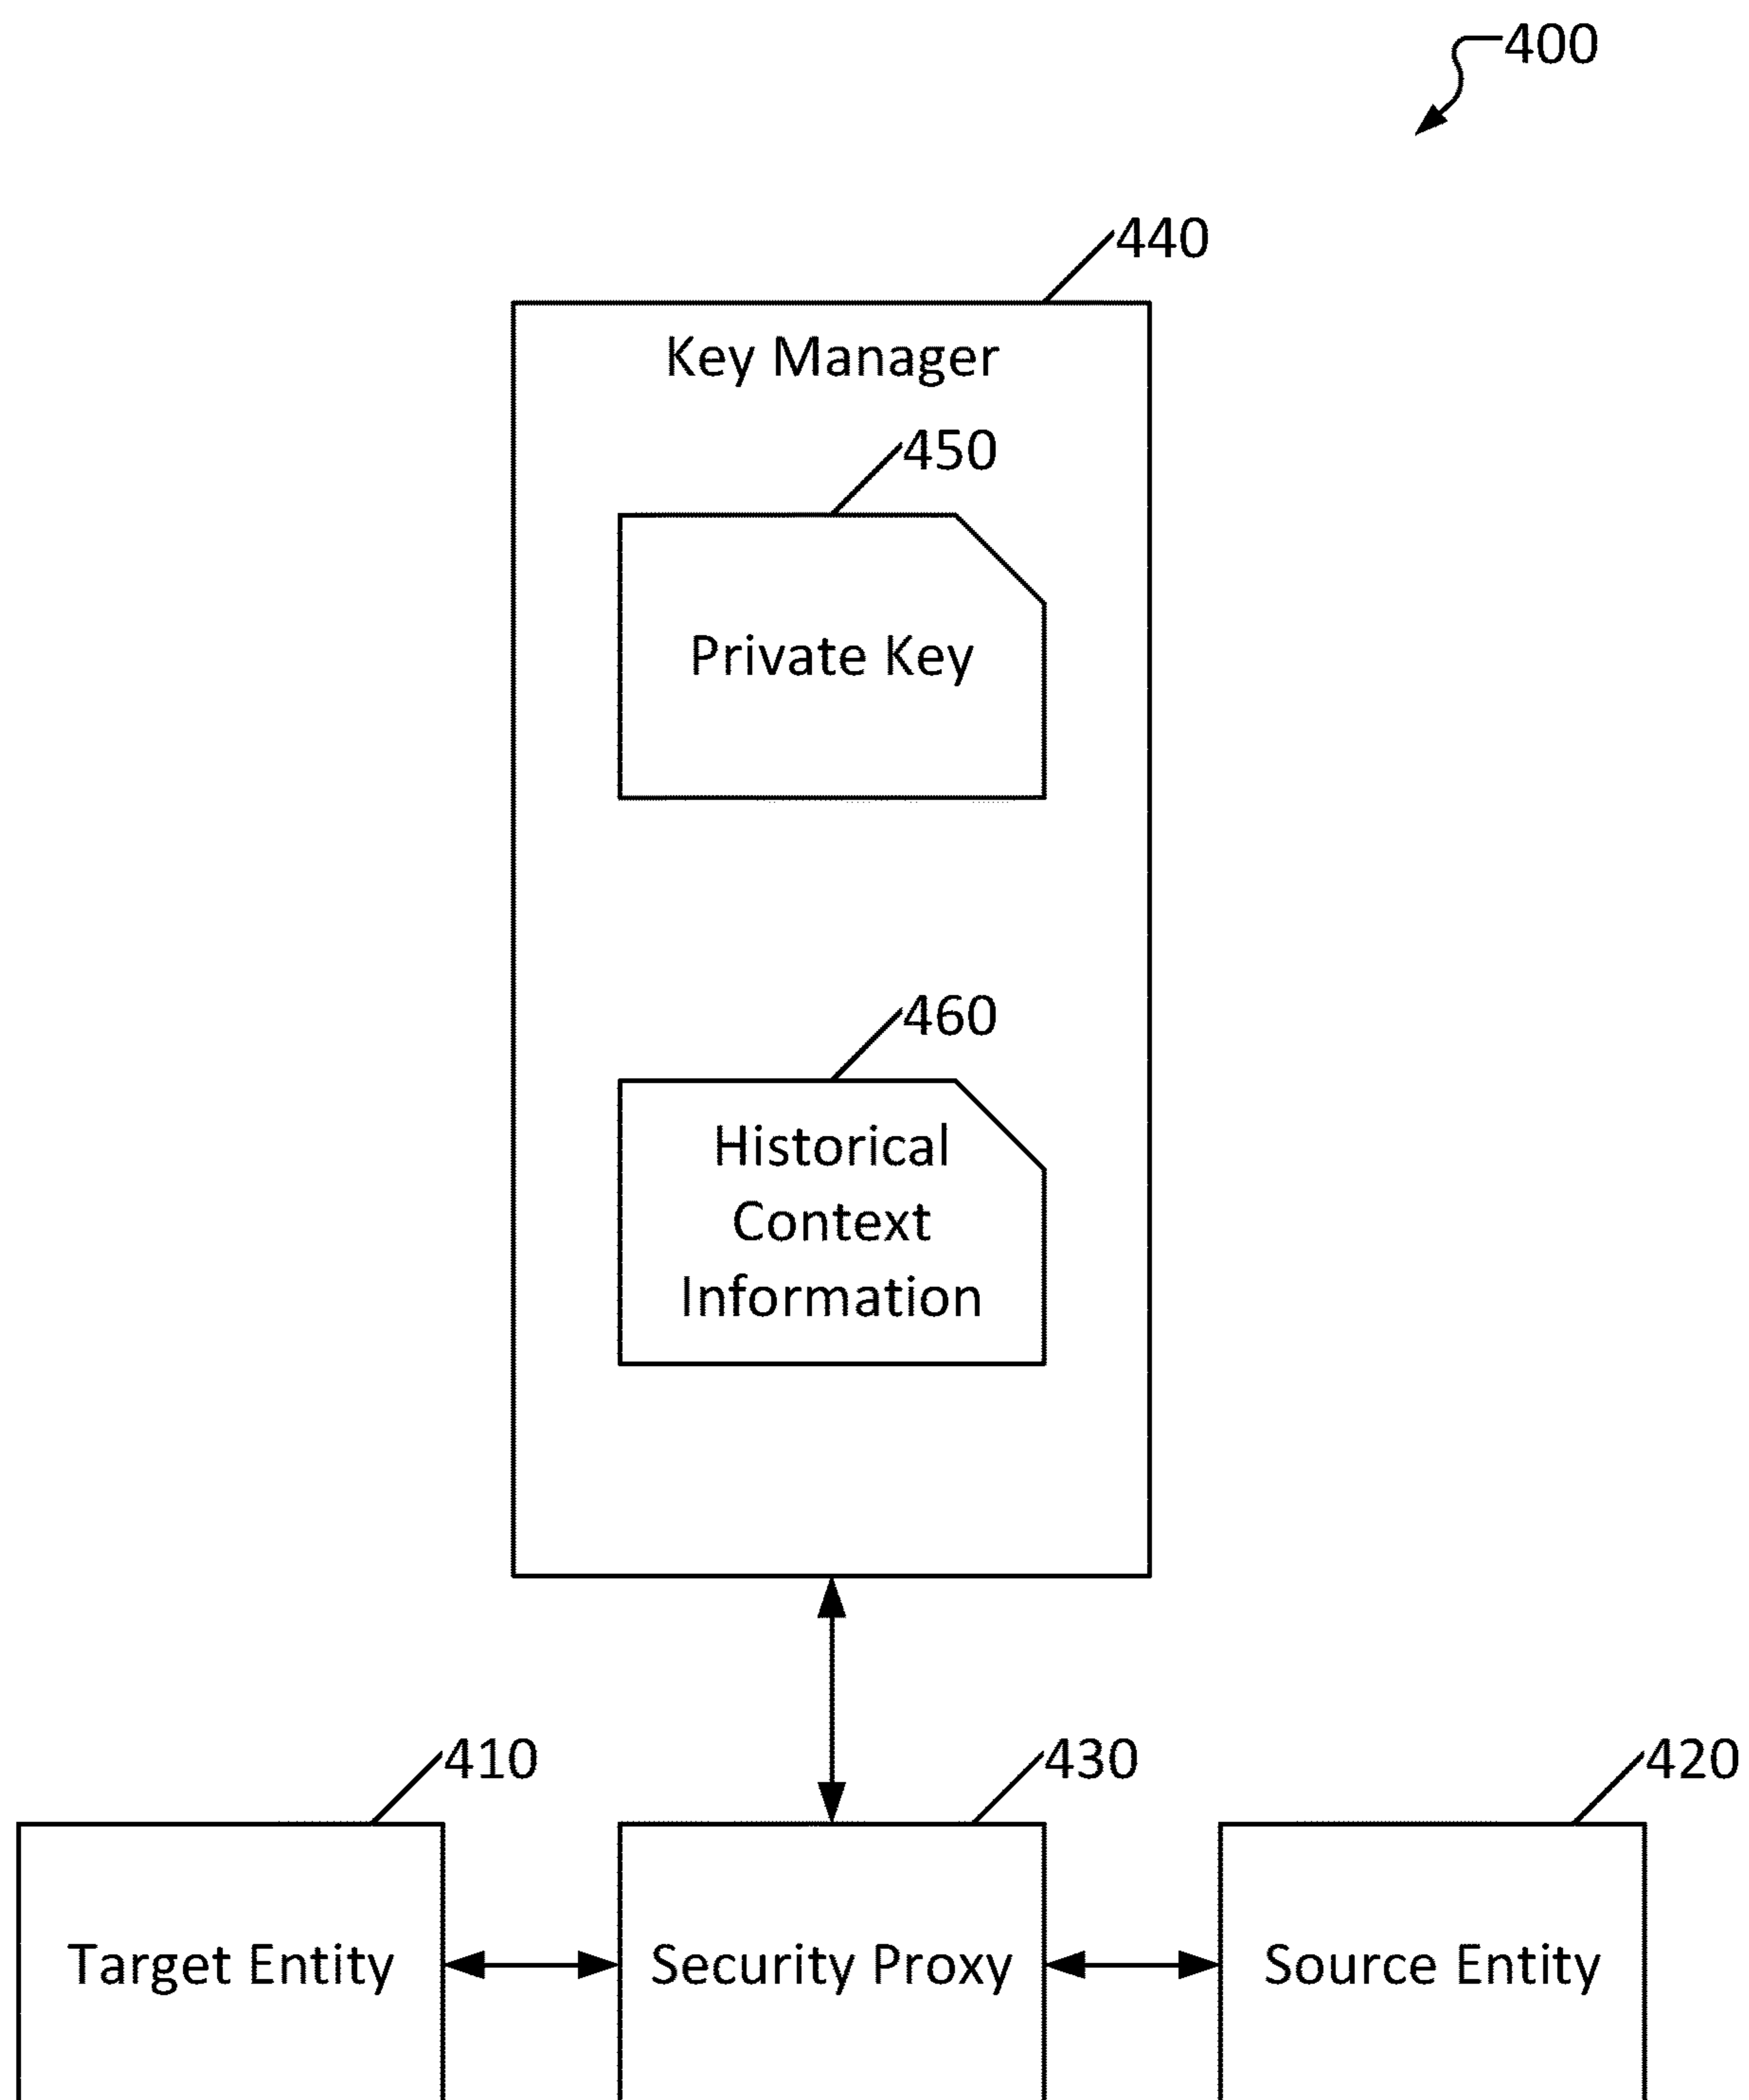 400
440
Key Manager
450
Private Key
460
Historical
Context
Information
410
430
420
Target Entity
Security Proxy
Source Entity